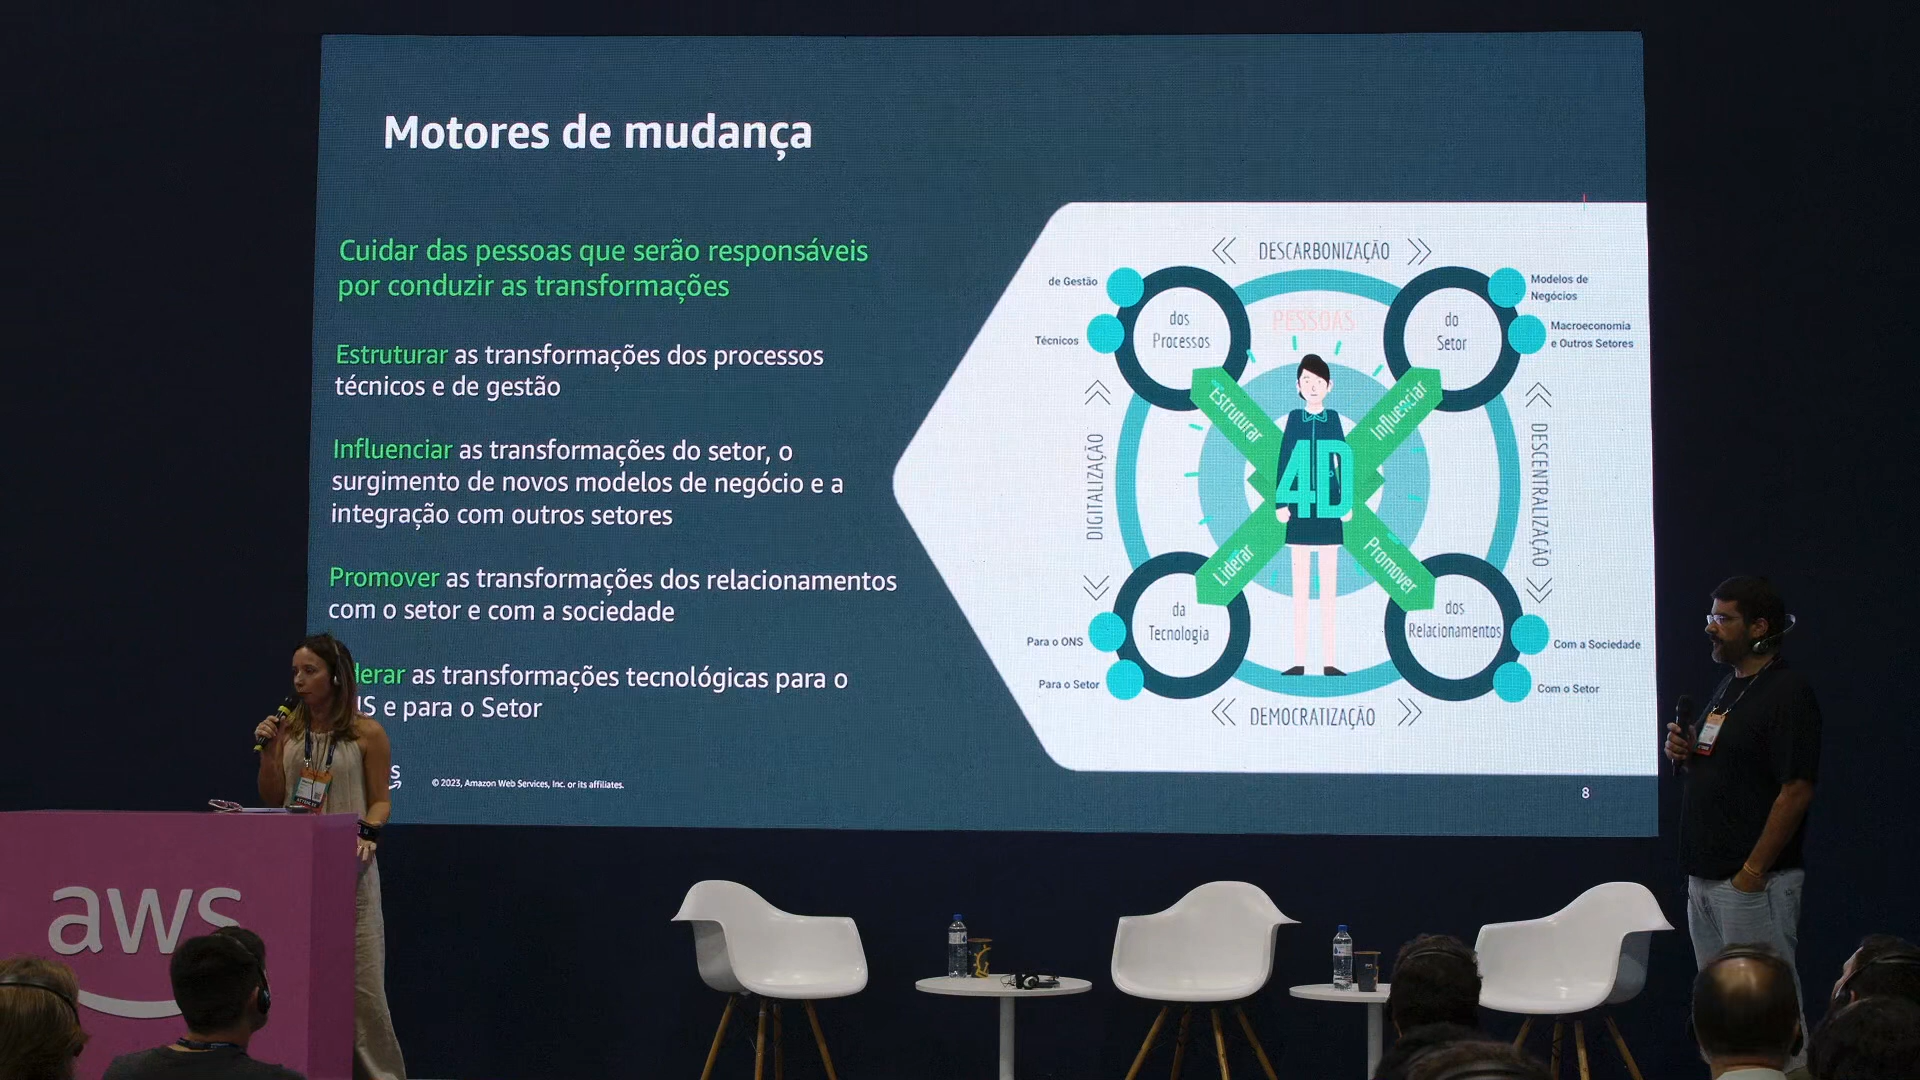 Motores de mudança
Cuidar das pessoas que serão responsáveis
por conduzir as transformações
Estruturar as transformações dos processos
técnicos e de gestão
Influenciar as transformações do setor, o
surgimento de novos modelos de negócio e a
integração com outros setores
Promover as transformações dos relacionamentos
com o setor e com a sociedade
derar as transformações tecnológicas para o
IS e para o Setor
© 2023, Amazon Web Services, Inc. or its affiliates.
8
DESCARBONIZAÇÃO
de Gestão
Técnicos
dos
Processos
PESSOAS
do
Setor
Modelos de
Negócios
Macroeconomia
e Outros Setores
Estruturar
Influenciar
DIGITALIZAÇÃO
4D
DESCENTRALIZAÇÃO
Liderar
Promover
da
Tecnologia
Para o ONS
Para o Setor
dos
Relacionamentos
Com a Sociedade
Com o Setor
DEMOCRATIZAÇÃO
aws